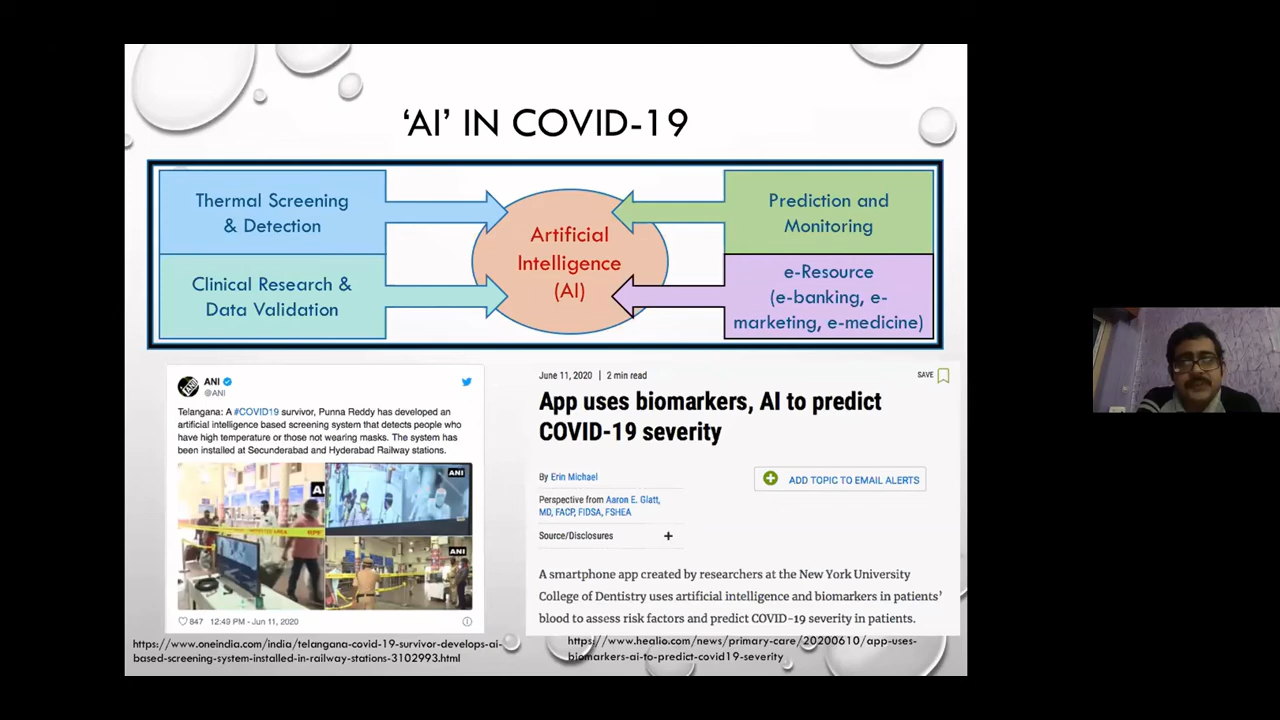 ‘AI’ IN COVID-19
Thermal Screening
& Detection
Clinical Research &
Data Validation
Artificial
Intelligence
(AI)
Prediction and
Monitoring
e-Resource
(e-banking, e-
marketing, e-medicine)
ANI
@ANI
Telangana: A #COVID19 survivor, Punna Reddy has developed an
artificial intelligence based screening system that detects people who
have high temperature or those not wearing masks. The system has
been installed at Secunderabad and Hyderabad Railway stations.
ANI
ANI
847 12:49 PM - Jun 11, 2020
https://www.oneindia.com/india/telangana-covid-19-survivor-develops-ai-
based-screening-system-installed-in-railway-stations-3102993.html
June 11, 2020 | 2 min read
SAVE
App uses biomarkers, AI to predict
COVID-19 severity
By Erin Michael
ADD TOPIC TO EMAIL ALERTS
Perspective from Aaron E. Glatt,
MD, FACP, FIDSA, FSHEA
Source/Disclosures +
A smartphone app created by researchers at the New York University
College of Dentistry uses artificial intelligence and biomarkers in patients’
blood to assess risk factors and predict COVID-19 severity in patients.
https://www.healio.com/news/primary-care/20200610/app-uses-
biomarkers-ai-to-predict-covid19-severity